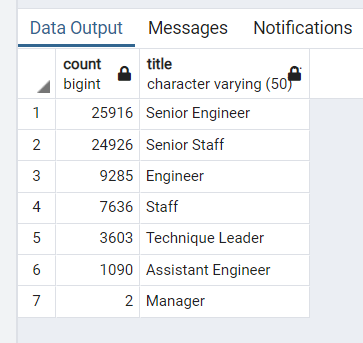 Data Output Messages Notifications
count title
bigint character varying (50)
1 25916 Senior Engineer
2 24926 Senior Staff
3 9285 Engineer
4 7636 Staff
5 3603 Technique Leader
6 1090 Assistant Engineer
7 2 Manager